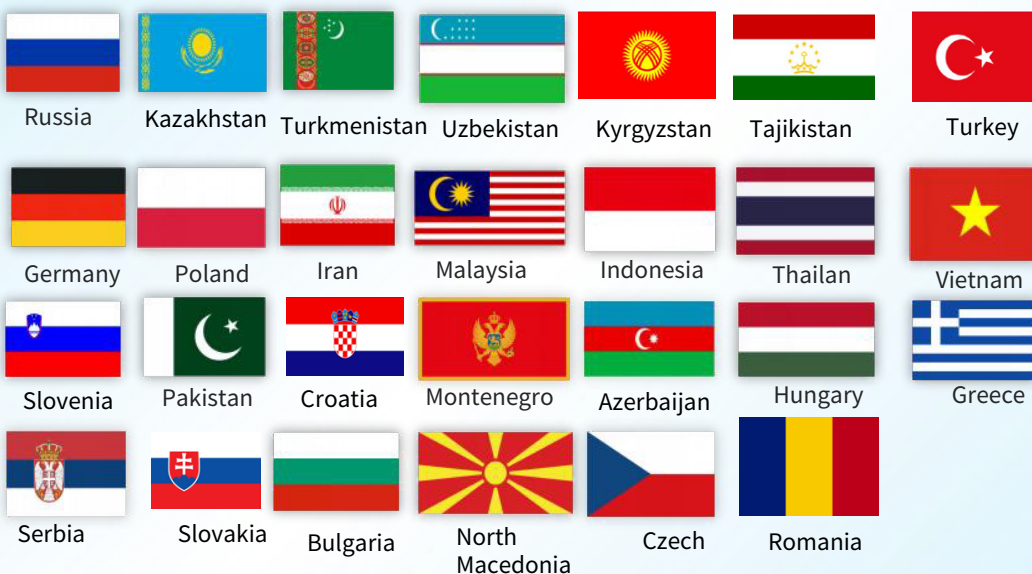 Russia
Kazakhstan
Turkmenistan
Uzbekistan
Kyrgyzstan
Tajikistan
Turkey
Germany
Poland
Iran
Malaysia
Indonesia
Thailan
Vietnam
Slovenia
Pakistan
Croatia
Montenegro
Azerbaijan
Hungary
Greece
Serbia
Slovakia
Bulgaria
North
Macedonia
Czech
Romania